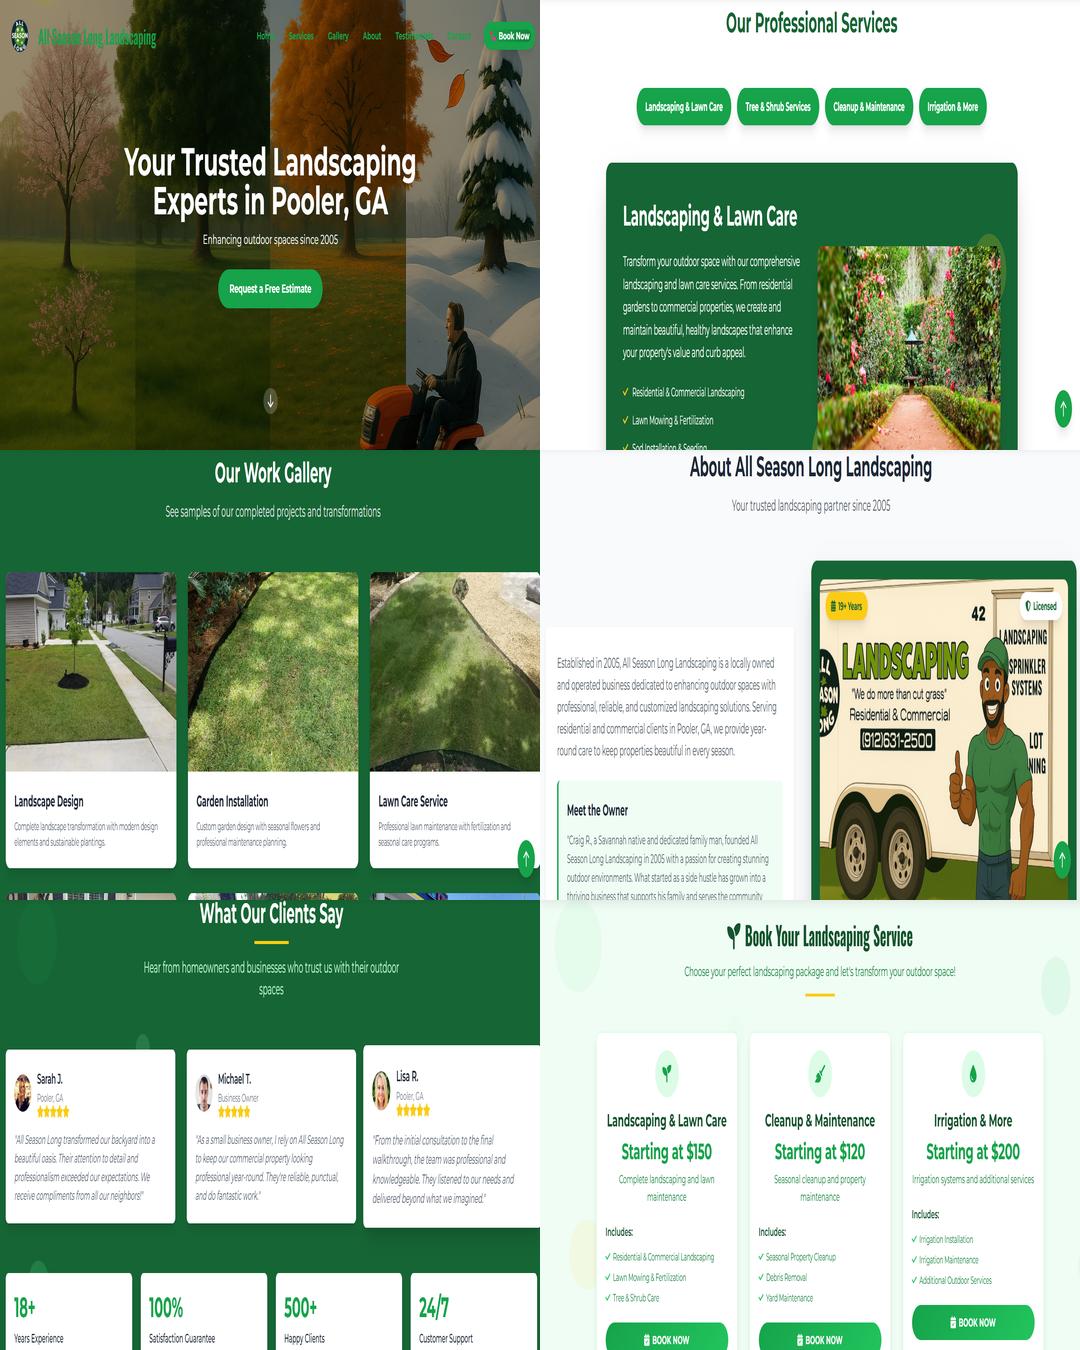 ALL
SEASON
LONG
All Season Long Landscaping
Home
Services
Gallery
About
Testimonials
Contact
Book Now
Your Trusted Landscaping
Experts in Pooler, GA
Enhancing outdoor spaces since 2005
Request a Free Estimate
Our Professional Services
Landscaping & Lawn Care
Tree & Shrub Services
Cleanup & Maintenance
Irrigation & More
Landscaping & Lawn Care
Transform your outdoor space with our comprehensive
landscaping and lawn care services. From residential
gardens to commercial properties, we create and
maintain beautiful, healthy landscapes that enhance
your property's value and curb appeal.
✓ Residential & Commercial Landscaping
✓ Lawn Mowing & Fertilization
✓ Sod Installation & Seeding
Our Work Gallery
See samples of our completed projects and transformations
Landscape Design
Complete landscape transformation with modern design
elements and sustainable plantings.
Garden Installation
Custom garden design with seasonal flowers and
professional maintenance planning.
Lawn Care Service
Professional lawn maintenance with fertilization and
seasonal care programs.
About All Season Long Landscaping
Your trusted landscaping partner since 2005
Established in 2005, All Season Long Landscaping is a locally owned
and operated business dedicated to enhancing outdoor spaces with
professional, reliable, and customized landscaping solutions. Serving
residential and commercial clients in Pooler, GA, we provide year-
round care to keep properties beautiful in every season.
Meet the Owner
"Craig R., a Savannah native and dedicated family man, founded All
Season Long Landscaping in 2005 with a passion for creating stunning
outdoor environments. What started as a side hustle has grown into a
thriving business that supports his family and serves the community
19+ Years
Licensed
42
LANDSCAPING
"We do more than cut grass"
Residential & Commercial
(912)631-2500
LANDSCAPING
SPRINKLER
SYSTEMS
LOT
What Our Clients Say
Hear from homeowners and businesses who trust us with their outdoor
spaces
Sarah J.
Pooler, GA
"All Season Long transformed our backyard into a
beautiful oasis. Their attention to detail and
professionalism exceeded our expectations. We
receive compliments from all our neighbors!"
Michael T.
Business Owner
"As a small business owner, I rely on All Season Long
to keep our commercial property looking
professional year-round. They're reliable, punctual,
and do fantastic work."
Lisa R.
Pooler, GA
"From the initial consultation to the final
walkthrough, the team was professional and
knowledgeable. They listened to our needs and
delivered beyond what we imagined."
18+
Years Experience
100%
Satisfaction Guarantee
500+
Happy Clients
24/7
Customer Support
Book Your Landscaping Service
Choose your perfect landscaping package and let's transform your outdoor space!
Landscaping & Lawn Care
Starting at $150
Complete landscaping and lawn
maintenance
Includes:
✓ Residential & Commercial Landscaping
✓ Lawn Mowing & Fertilization
✓ Tree & Shrub Care
BOOK NOW
Cleanup & Maintenance
Starting at $120
Seasonal cleanup and property
maintenance
Includes:
✓ Seasonal Property Cleanup
✓ Debris Removal
✓ Yard Maintenance
BOOK NOW
Irrigation & More
Starting at $200
Irrigation systems and additional services
Includes:
✓ Irrigation Installation
✓ Irrigation Maintenance
✓ Additional Outdoor Services
BOOK NOW